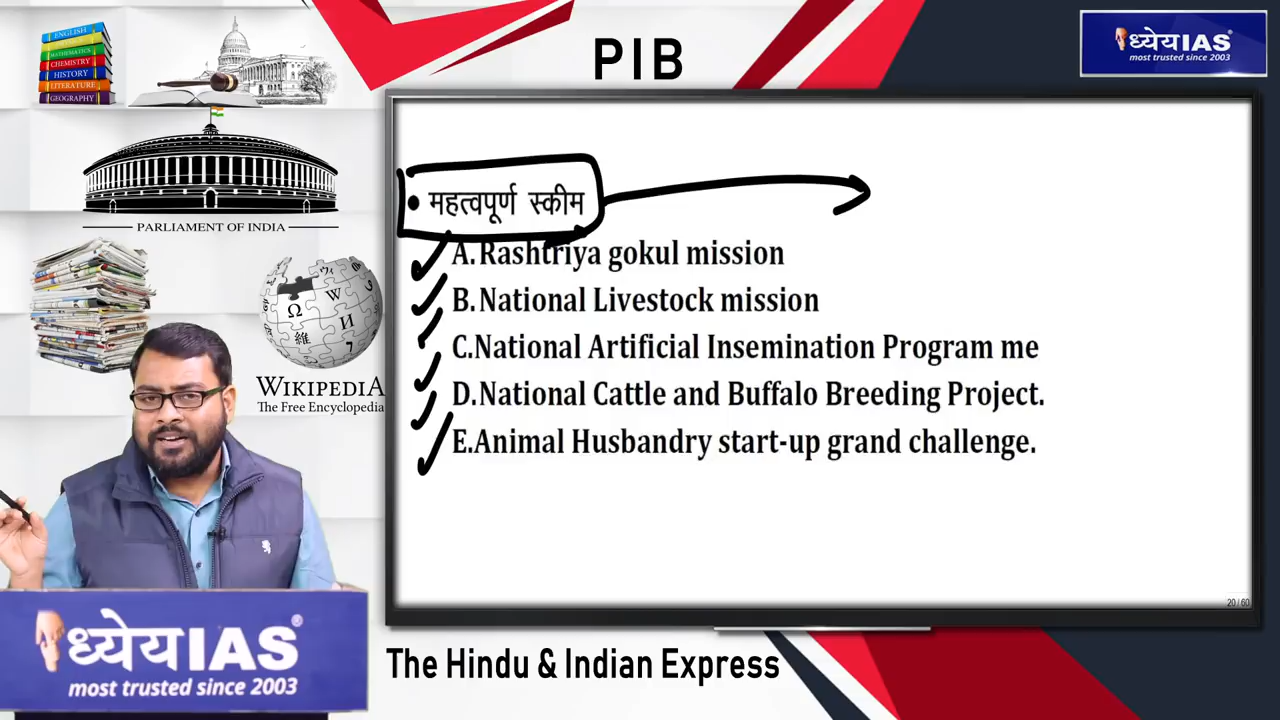 ENGLISH
MATHEMATICS
CHEMISTRY
HISTORY
LITERATURE
GEOGRAPHY
PIB
ध्येयIAS
most trusted since 2003
PARLIAMENT OF INDIA
• महत्वपूर्ण स्कीम
A.Rashtriya gokul mission
B.National Livestock mission
C.National Artificial Insemination Program me
D.National Cattle and Buffalo Breeding Project.
E.Animal Husbandry start-up grand challenge.
Ω
W
И
維
7
WIKIPEDIA
The Free Encyclopedia
20 / 60
ध्येयIAS®
most trusted since 2003
The Hindu & Indian Express